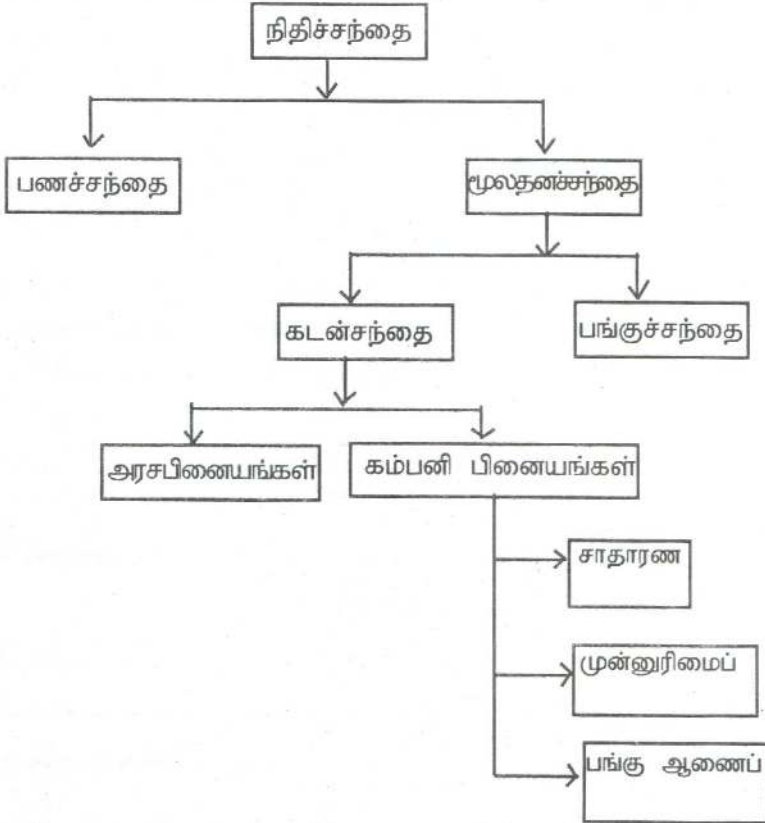 நிதிச்சந்தை
பணச்சந்தை
மூலதனச்சந்தை
கடன்சந்தை
பங்குச்சந்தை
அரசபினையங்கள்
கம்பனி பினையங்கள்
சாதாரண
முன்னுரிமைப்
பங்கு ஆணைப்